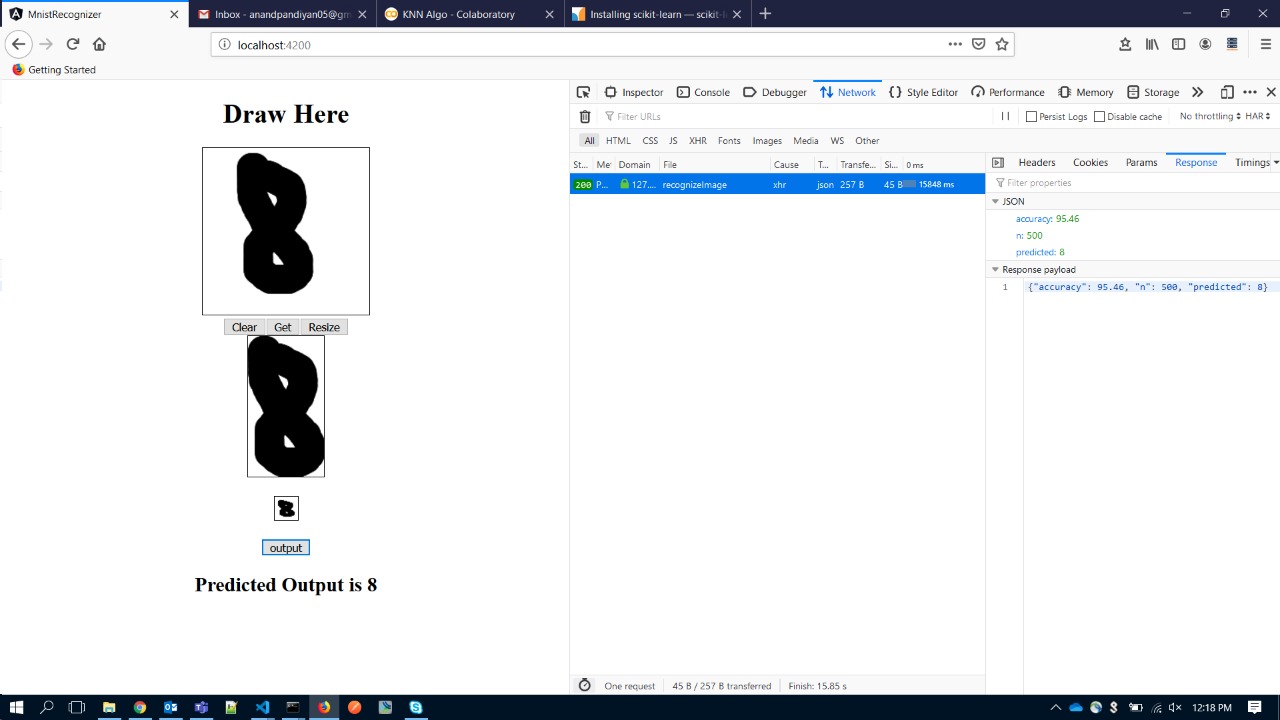 MnistRecognizer
Inbox - anandpandiyan05@gm
KNN Algo - Colaboratory
Installing scikit-learn — scikit-l
localhost:4200
Getting Started
Draw Here
8
Clear Get Resize
8
8
output
Predicted Output is 8
Inspector Console Debugger Network Style Editor Performance Memory Storage
Filter URLs Persist Logs Disable cache No throttling HAR
All HTML CSS JS XHR Fonts Images Media WS Other
St... Me Domain File Cause T... Transfe... Si... 0 ms
200 P... 127.... recognizeImage xhr json 257 B 45 B 15848 ms
Headers Cookies Params Response Timings
Filter properties
JSON
accuracy: 95.46
n: 500
predicted: 8
Response payload
1 {"accuracy": 95.46, "n": 500, "predicted": 8}
One request 45 B / 257 B transferred Finish: 15.85 s
12:18 PM